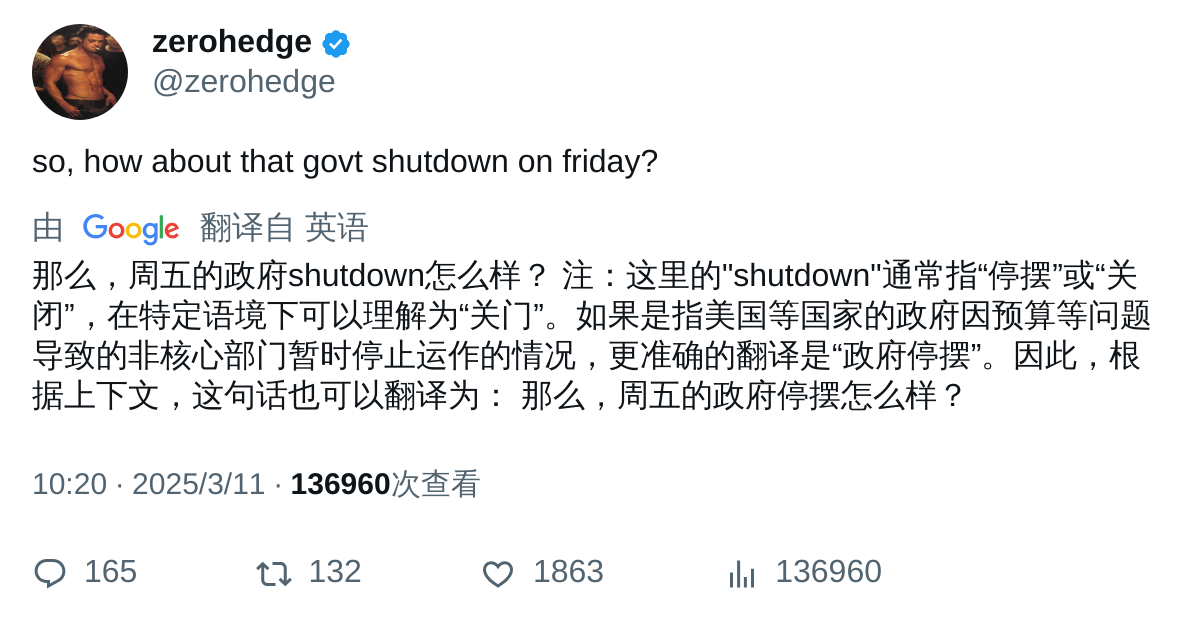 zerohedge
@zerohedge
so, how about that govt shutdown on friday?
由 Google 翻译自 英语
那么，周五的政府shutdown怎么样？ 注：这里的"shutdown"通常指“停摆”或“关
闭”，在特定语境下可以理解为“关门”。如果是指美国等国家的政府因预算等问题
导致的非核心部门暂时停止运作的情况，更准确的翻译是“政府停摆”。因此，根
据上下文，这句话也可以翻译为： 那么，周五的政府停摆怎么样？
10:20 · 2025/3/11 · 136960次查看
165 132 1863 136960